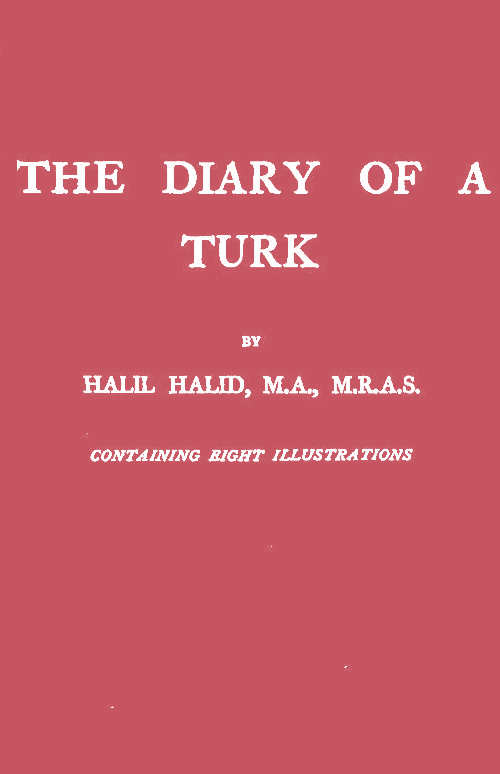 THE DIARY OF A
TURK
BY
HALIL HALID, M.A., M.R.A.S.
CONTAINING EIGHT ILLUSTRATIONS